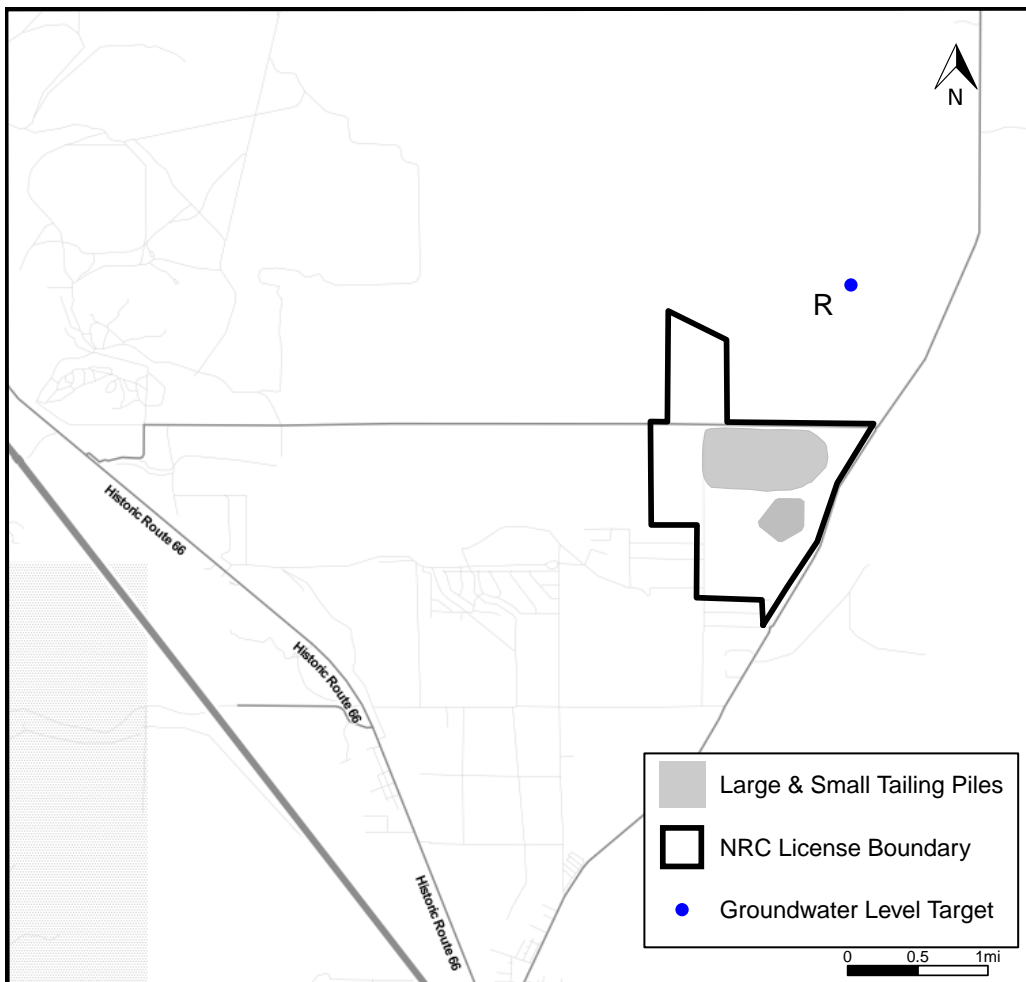 N
R
Historic Route 66
Historic Route 66
Historic Route 66
Large & Small Tailing Piles
NRC License Boundary
Groundwater Level Target
0 0.5 1mi